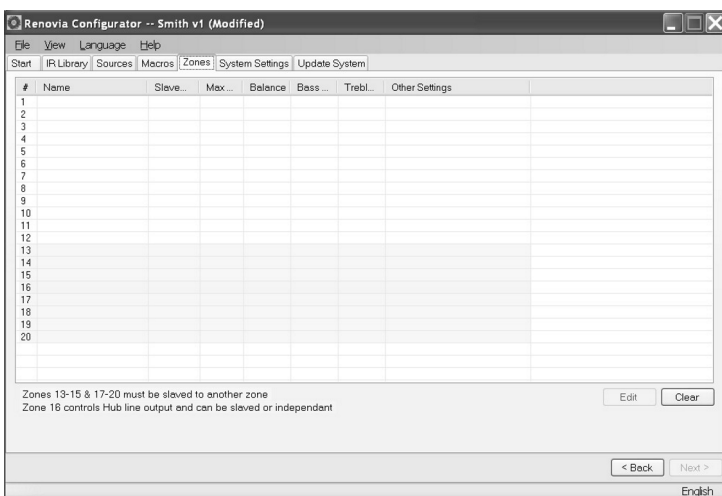 Renovia Configurator -- Smith v1 (Modified)
File View Language Help
Start IR Library Sources Macros Zones System Settings Update System
# Name Slave... Max... Balance Bass... Trebl... Other Settings
1
2
3
4
5
6
7
8
9
10
11
12
13
14
15
16
17
18
19
20
Zones 13-15 & 17-20 must be slaved to another zone
Zone 16 controls Hub line output and can be slaved or independant
Edit Clear
< Back Next >
English